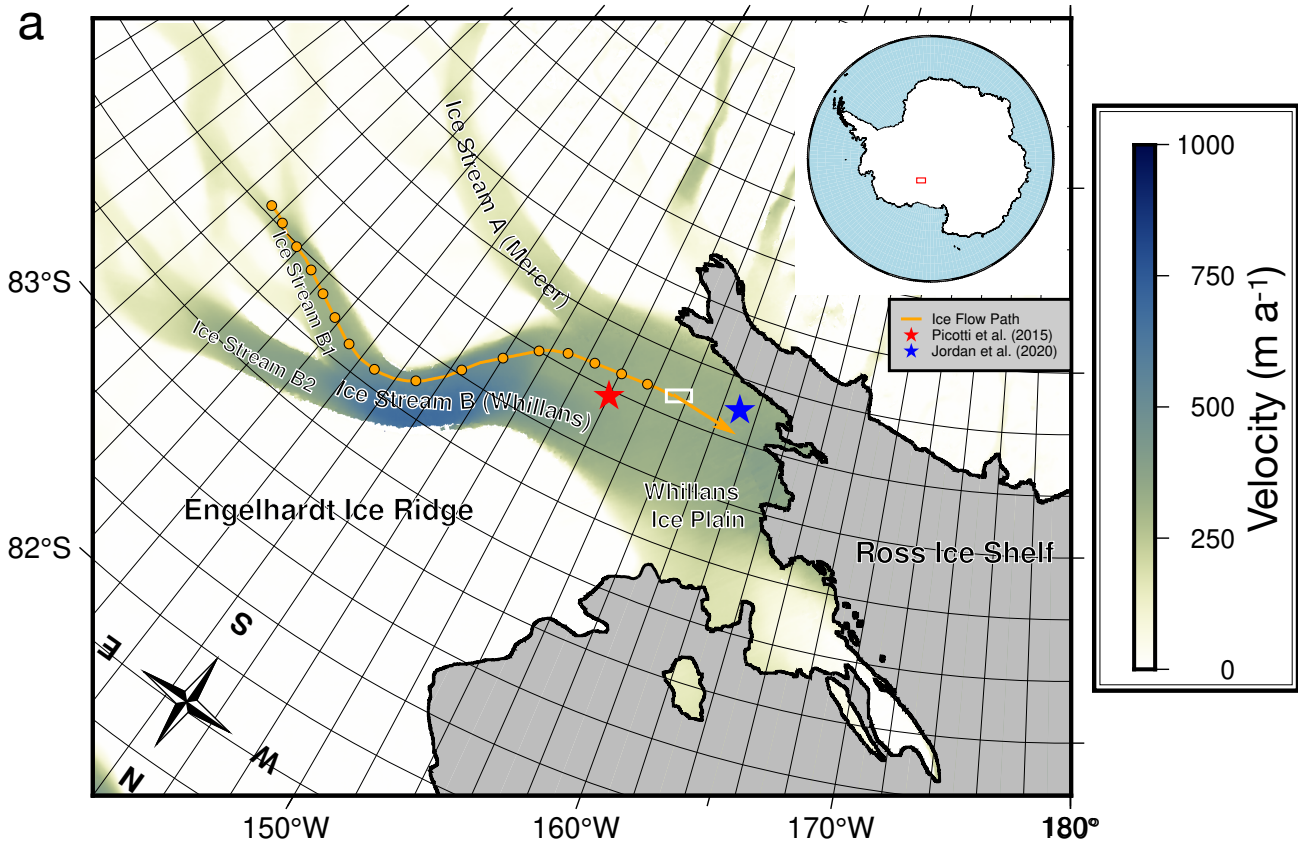 a
Ice Stream A (Mercer)
Ice Stream B1
Ice Stream B2
Ice Stream B (Whillans)
Engelhardt Ice Ridge
Whillans
Ice Plain
Ross Ice Shelf
Ice Flow Path
Picotti et al. (2015)
Jordan et al. (2020)
83°S
82°S
S
E
W
N
150°W
160°W
170°W
180°
1000
750
500
250
0
Velocity (m a⁻¹)